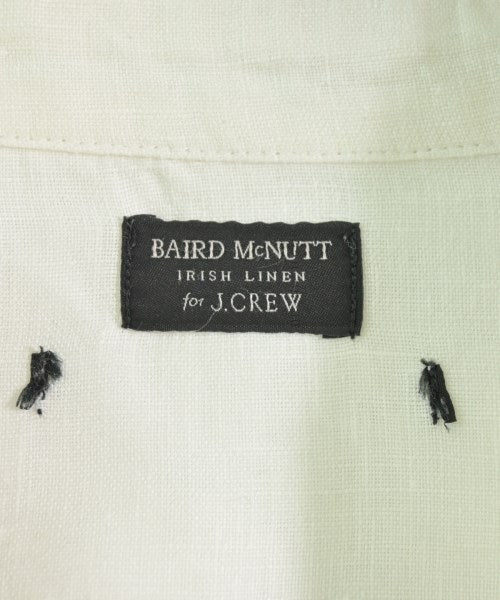 BAIRD McNUTT
IRISH LINEN
for J.CREW